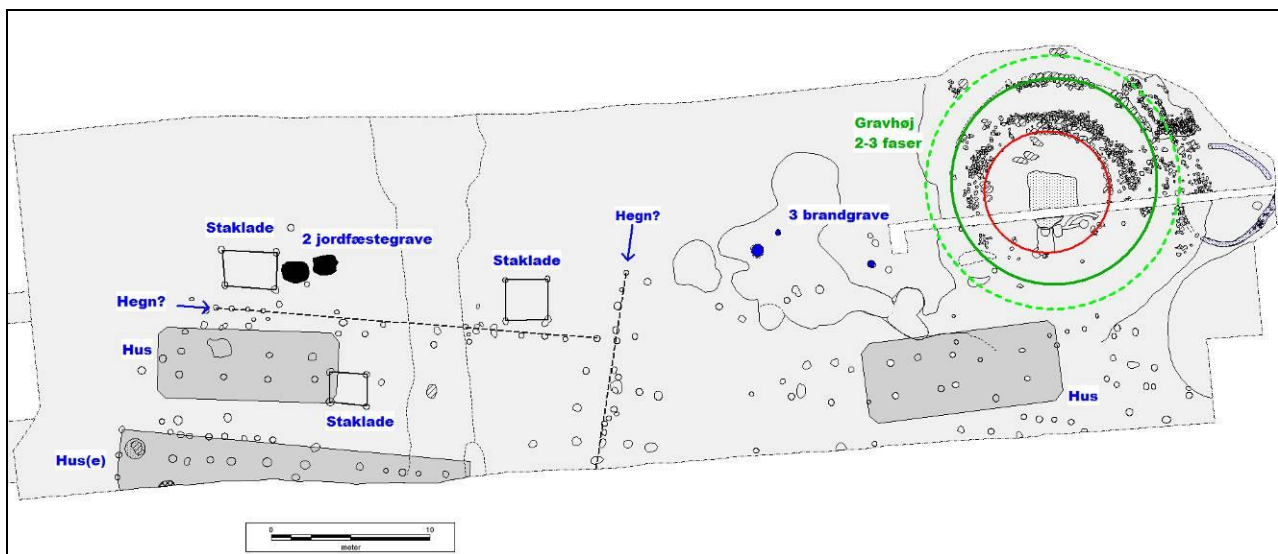 Gravhøj
2-3 faser
Hegn?
3 brandgrave
Staklade
2 jordfæstegrave
Staklade
Hegn?
Hus
Staklade
Hus
Hus(e)
0 10
meter